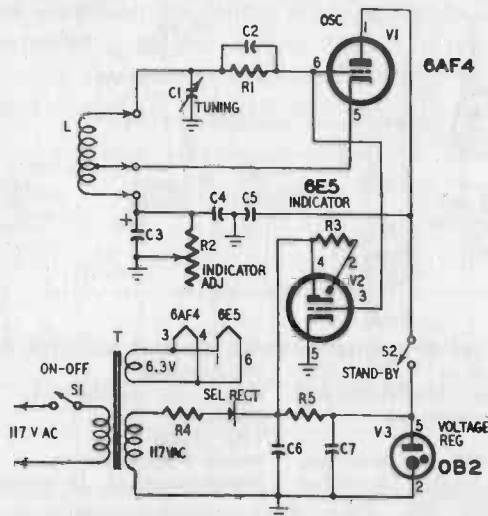 OSC
V1
1
6AF4
C2
6
R1
5
C1
TUNING
L
C4
C5
6E5
INDICATOR
+
C3
R2
INDICATOR
ADJ
R3
4
2
V2
3
5
6AF4
6E5
3
4
6
T
6.3V
ON-OFF
S1
117 V AC
117VAC
R4
SEL RECT
R5
C6
C7
S2
STAND-BY
V3
5
VOLTAGE
REG
OB2
2